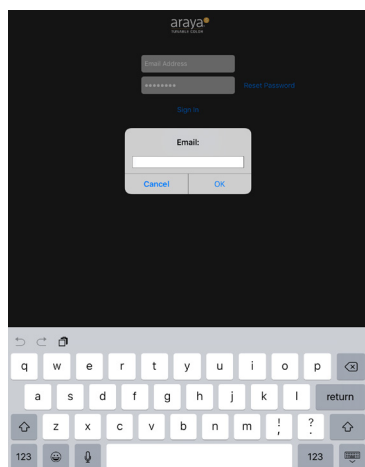 araya
TUNABLE COLOR
Email Address
Reset Password
Sign In
Email:
Cancel OK
q w e r t y u i o p
a s d f g h j k l return
z x c v b n m ! , ? .
123 123